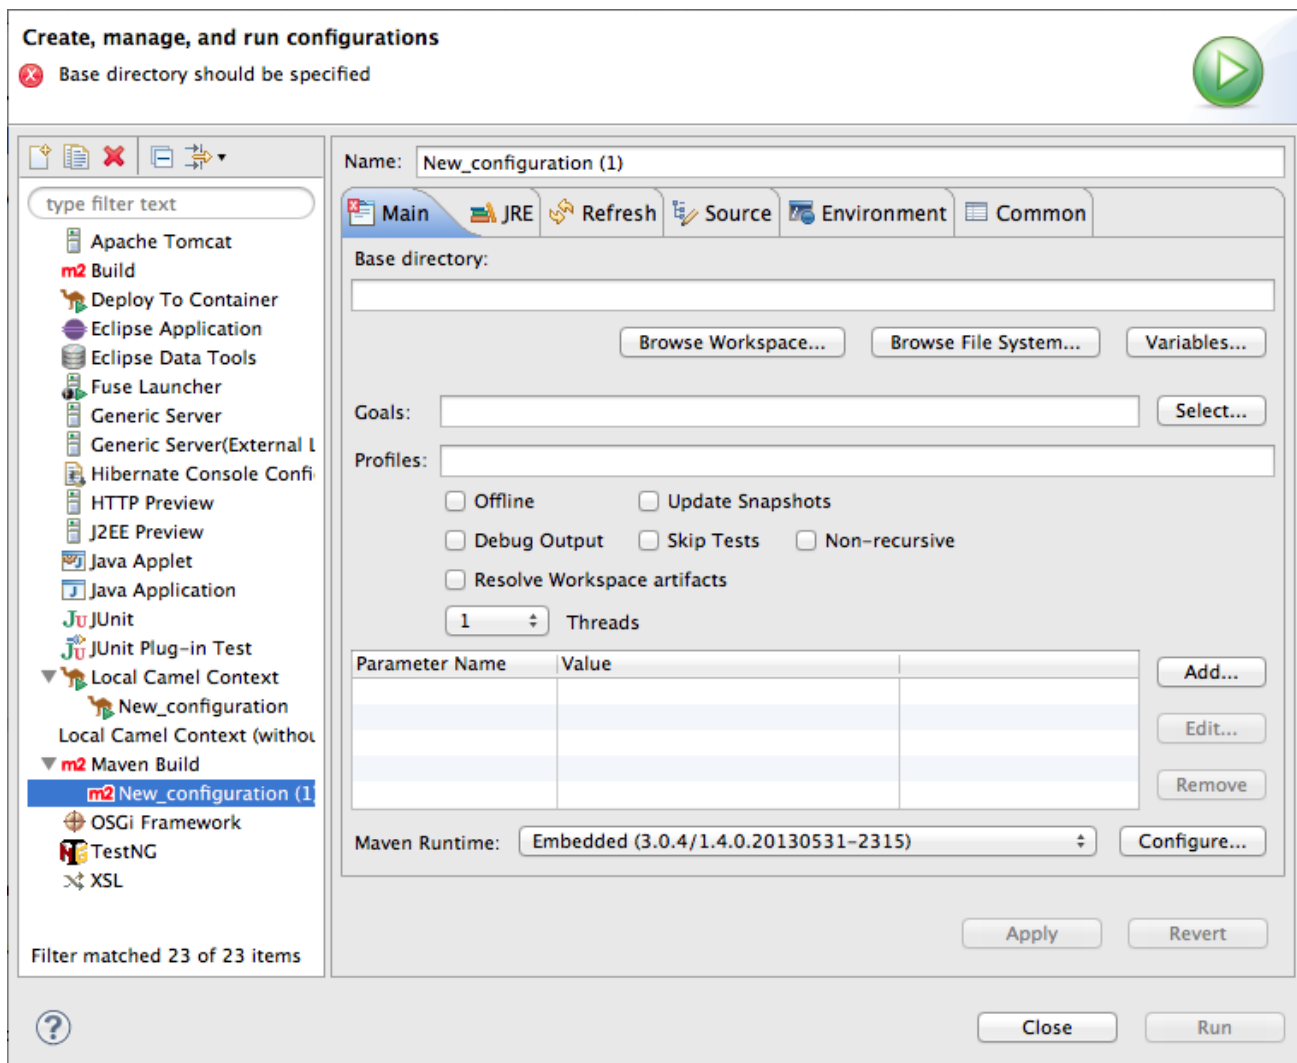 Create, manage, and run configurations
Base directory should be specified
type filter text
Apache Tomcat
m2 Build
Deploy To Container
Eclipse Application
Eclipse Data Tools
Fuse Launcher
Generic Server
Generic Server(External L
Hibernate Console Confi
HTTP Preview
J2EE Preview
Java Applet
Java Application
Ju JUnit
JUnit Plug-in Test
Local Camel Context
New_configuration
Local Camel Context (withou
m2 Maven Build
m2 New_configuration (1)
OSGi Framework
TestNG
XSL
Filter matched 23 of 23 items
Name: New_configuration (1)
Main JRE Refresh Source Environment Common
Base directory:
Browse Workspace... Browse File System... Variables...
Goals: Select...
Profiles:
Offline Update Snapshots
Debug Output Skip Tests Non-recursive
Resolve Workspace artifacts
1 Threads
Parameter Name Value
Add...
Edit...
Remove
Maven Runtime: Embedded (3.0.4/1.4.0.20130531-2315) Configure...
Apply Revert
? Close Run